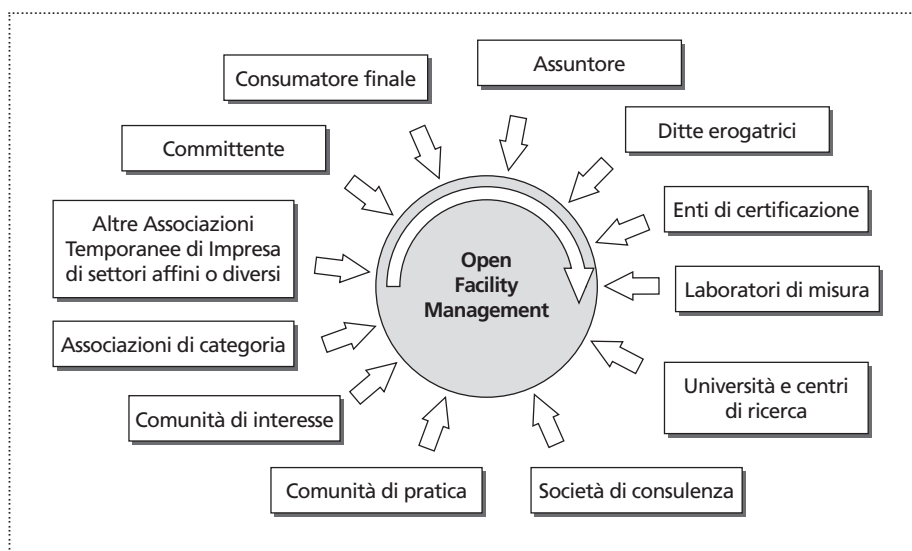 Consumatore finale
Assuntore
Committente
Ditte erogatrici
Altre Associazioni
Temporanee di Impresa
di settori affini o diversi
Enti di certificazione
Open
Facility
Management
Laboratori di misura
Associazioni di categoria
Università e centri
di ricerca
Comunità di interesse
Comunità di pratica
Società di consulenza